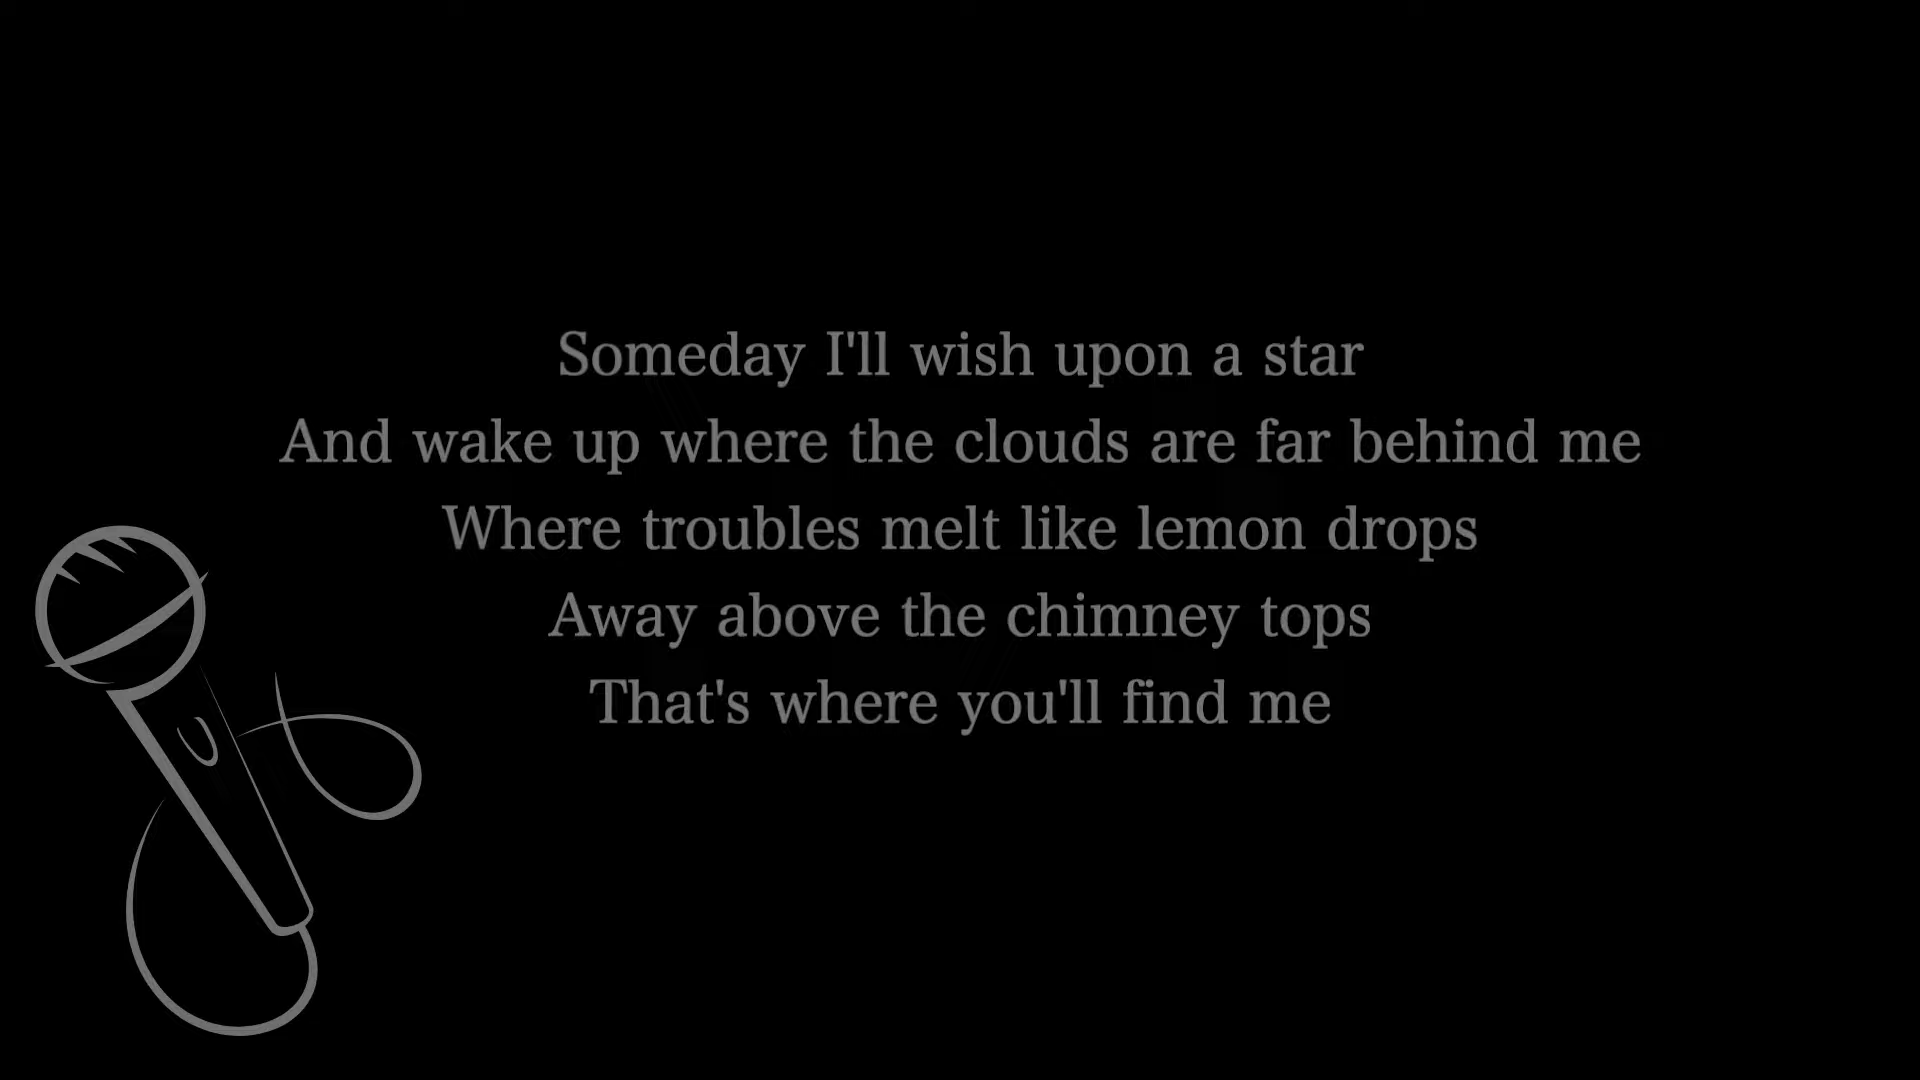 Someday I'll wish upon a star
And wake up where the clouds are far behind me
Where troubles melt like lemon drops
Away above the chimney tops
That's where you'll find me